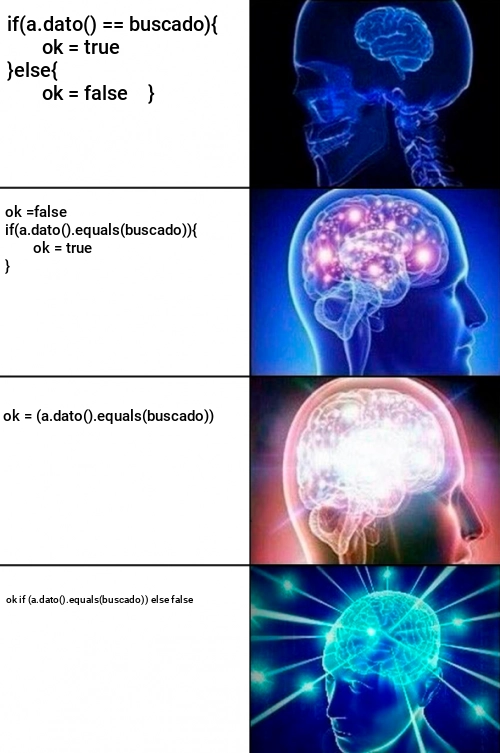 if(a.dato() == buscado){
ok = true
}else{
ok = false }
ok =false
if(a.dato().equals(buscado)){
ok = true
}
ok = (a.dato().equals(buscado))
ok if (a.dato().equals(buscado)) else false